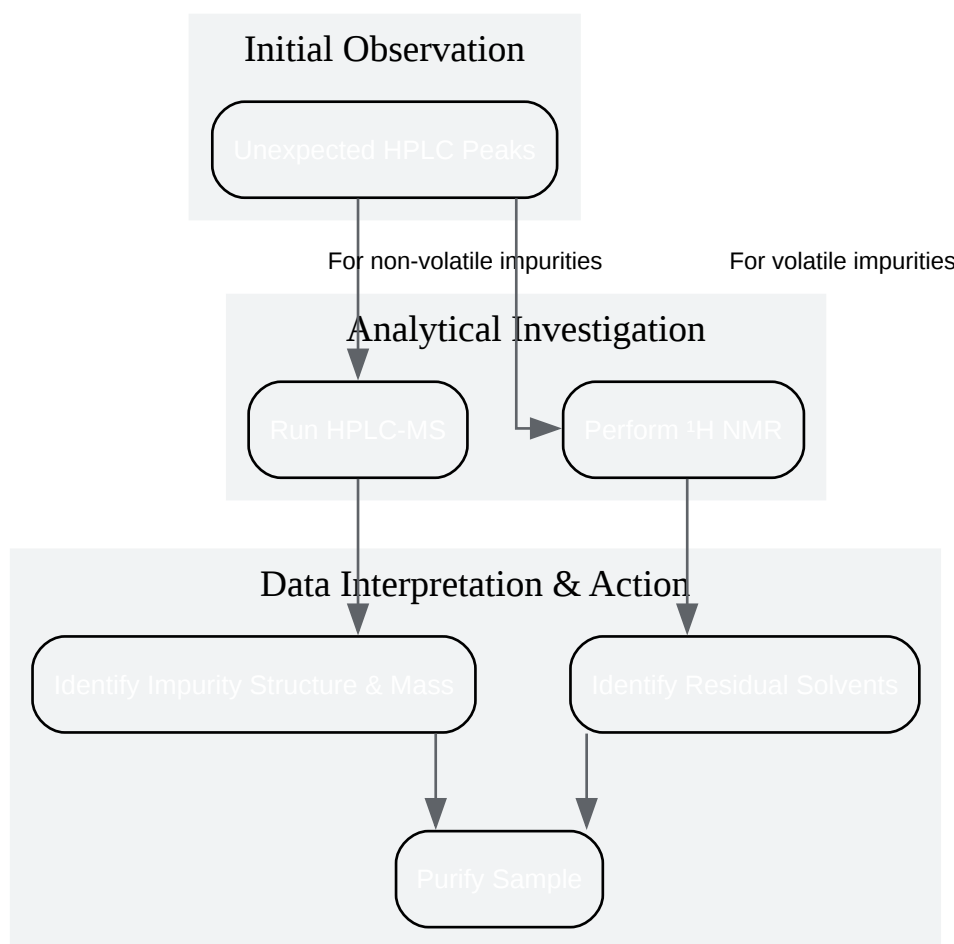 Initial Observation
Unexpected HPLC Peaks
For non-volatile impurities
For volatile impurities
Analytical Investigation
Run HPLC-MS
Perform ¹H NMR
Data Interpretation & Action
Identify Impurity Structure & Mass
Identify Residual Solvents
Purify Sample